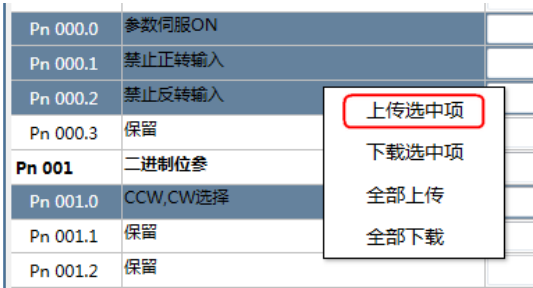 Pn 000.0 参数伺服ON
Pn 000.1 禁止正转输入
Pn 000.2 禁止反转输入
Pn 000.3 保留
Pn 001 二进制位参
Pn 001.0 CCW,CW选择
Pn 001.1 保留
Pn 001.2 保留
上传选中项
下载选中项
全部上传
全部下载